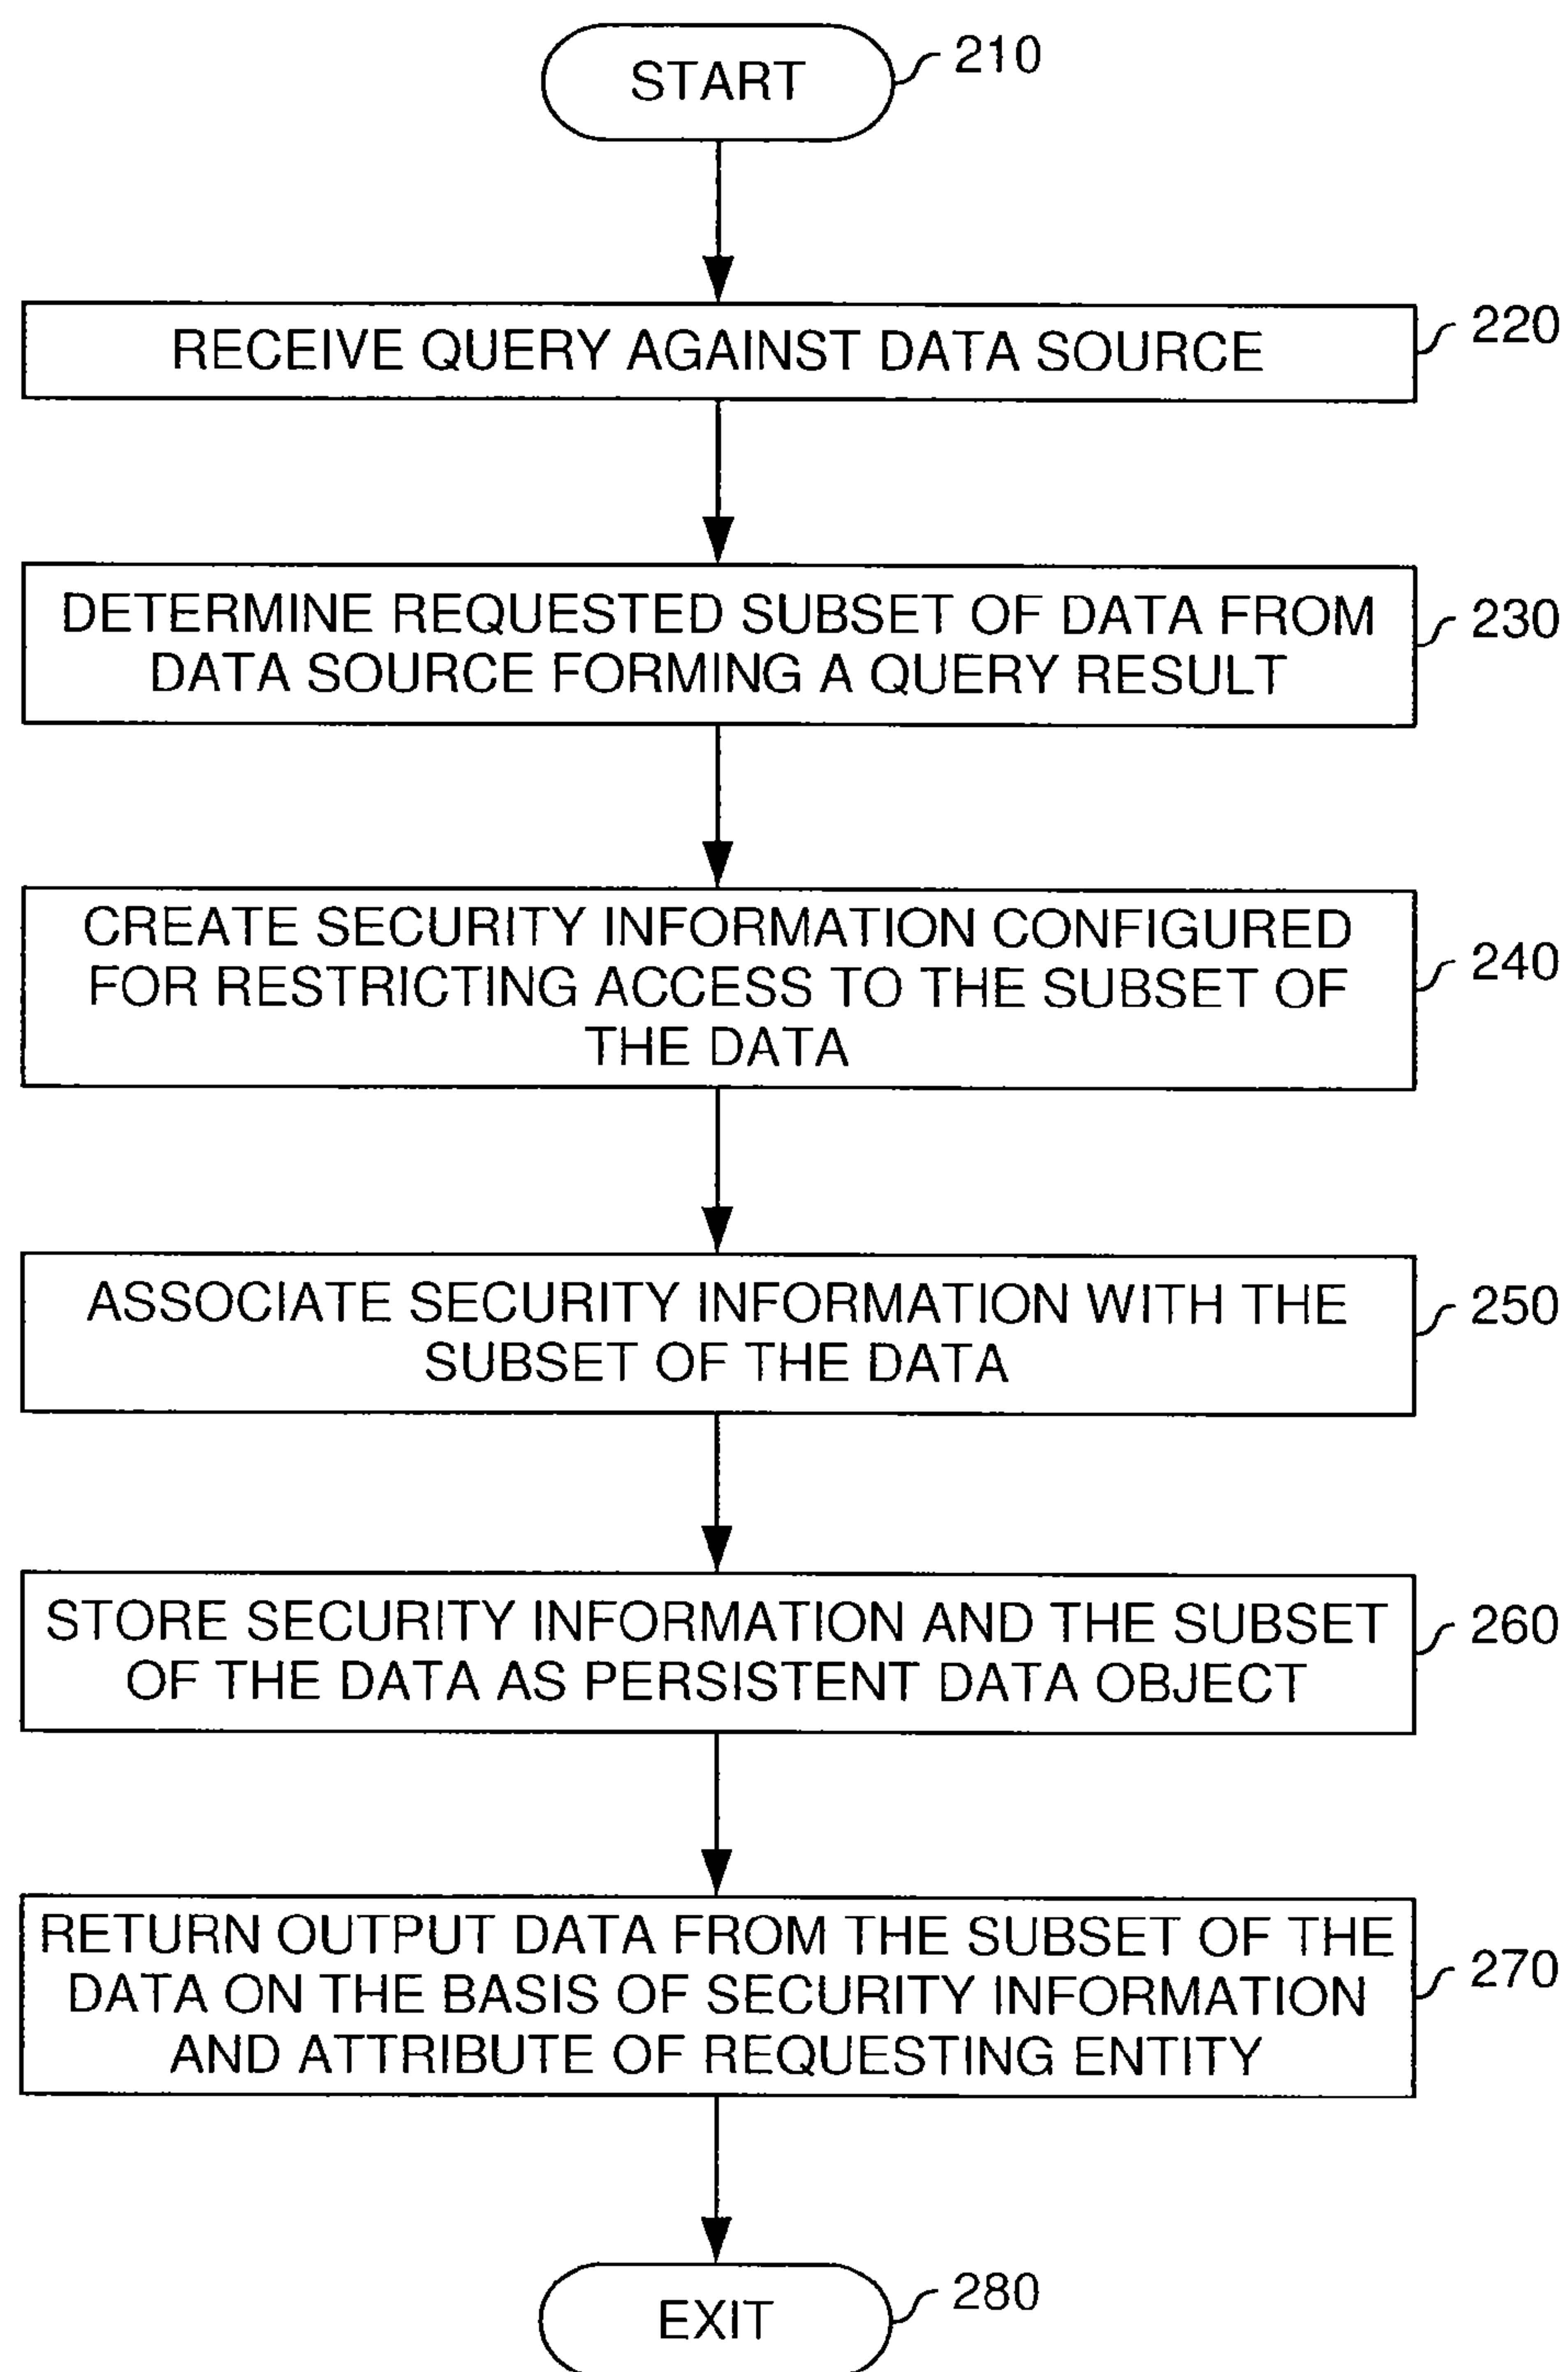 START
210
RECEIVE QUERY AGAINST DATA SOURCE
220
DETERMINE REQUESTED SUBSET OF DATA FROM
DATA SOURCE FORMING A QUERY RESULT
230
CREATE SECURITY INFORMATION CONFIGURED
FOR RESTRICTING ACCESS TO THE SUBSET OF
THE DATA
240
ASSOCIATE SECURITY INFORMATION WITH THE
SUBSET OF THE DATA
250
STORE SECURITY INFORMATION AND THE SUBSET
OF THE DATA AS PERSISTENT DATA OBJECT
260
RETURN OUTPUT DATA FROM THE SUBSET OF THE
DATA ON THE BASIS OF SECURITY INFORMATION
AND ATTRIBUTE OF REQUESTING ENTITY
270
EXIT
280